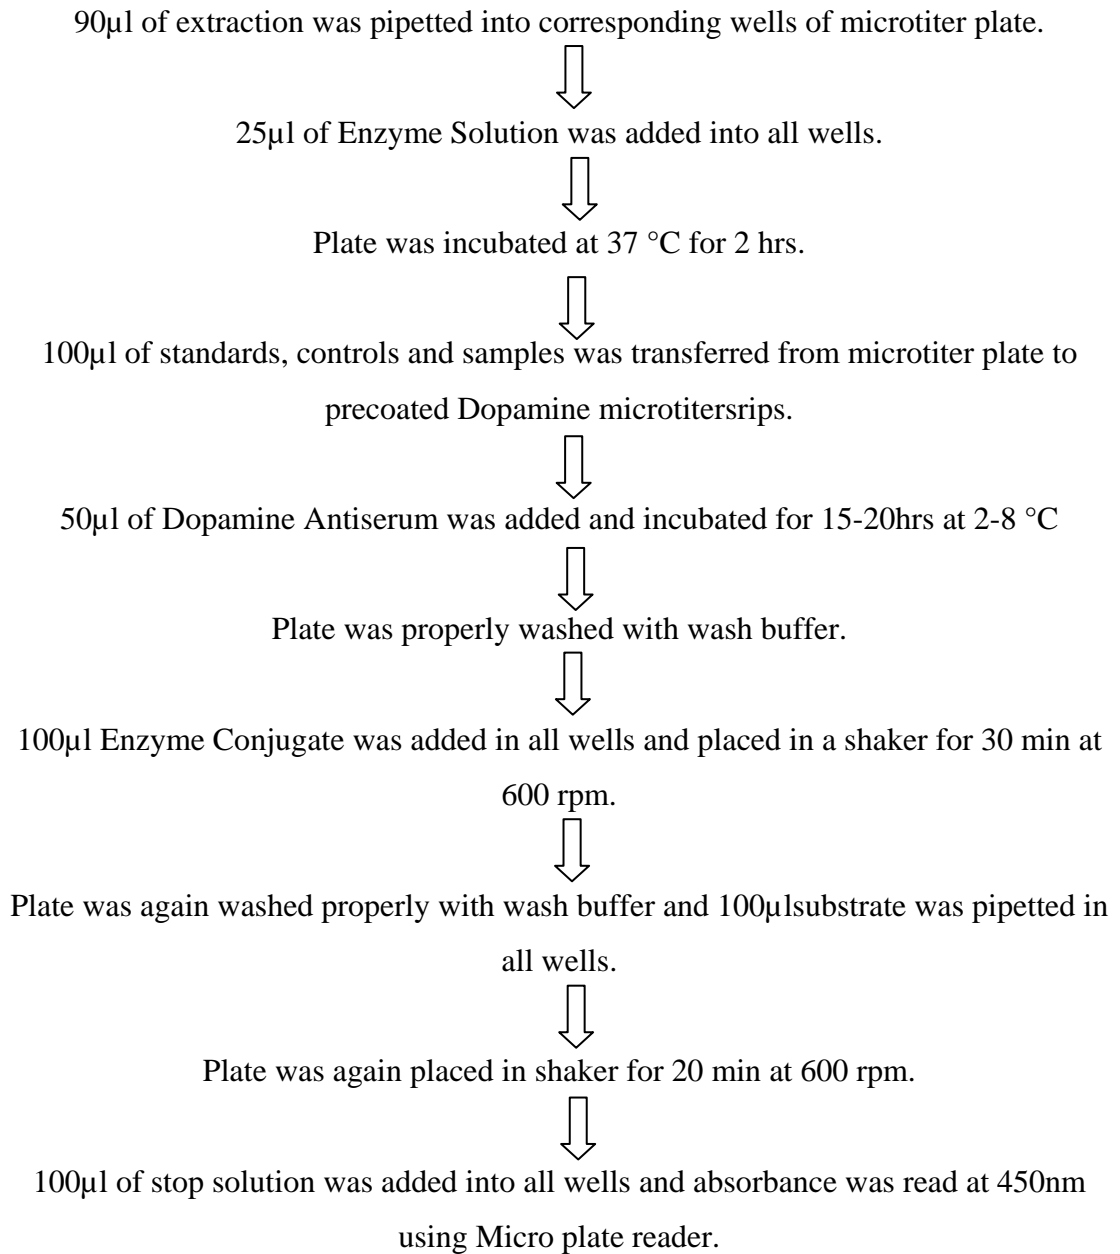 90µl of extraction was pipetted into corresponding wells of microtiter plate.
25µl of Enzyme Solution was added into all wells.
Plate was incubated at 37 °C for 2 hrs.
100µl of standards, controls and samples was transferred from microtiter plate to
precoated Dopamine microtitersrips.
50µl of Dopamine Antiserum was added and incubated for 15-20hrs at 2-8 °C
Plate was properly washed with wash buffer.
100µl Enzyme Conjugate was added in all wells and placed in a shaker for 30 min at
600 rpm.
Plate was again washed properly with wash buffer and 100µlsubstrate was pipetted in
all wells.
Plate was again placed in shaker for 20 min at 600 rpm.
100µl of stop solution was added into all wells and absorbance was read at 450nm
using Micro plate reader.